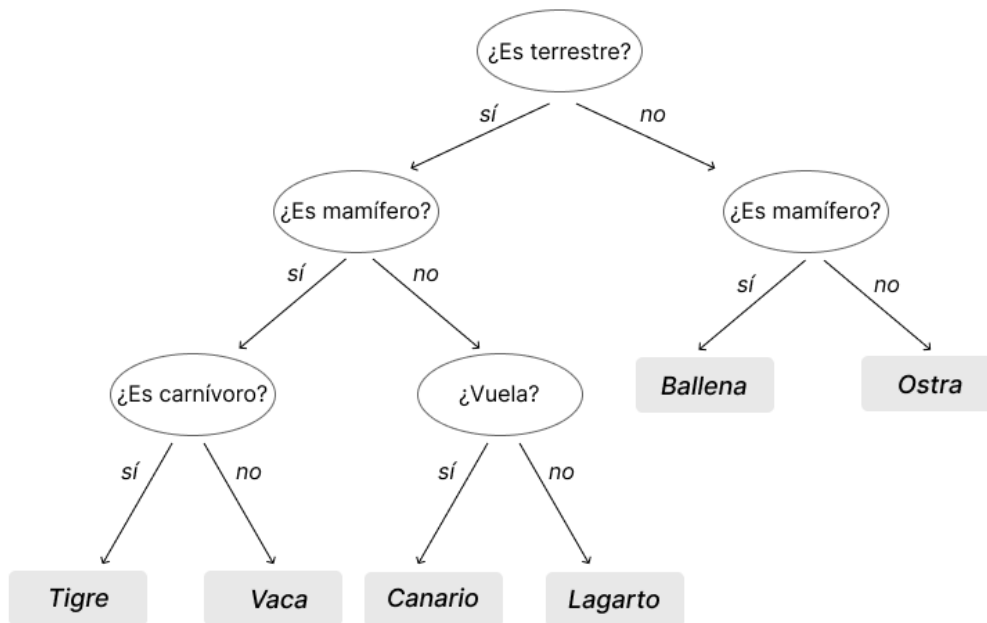 ¿Es terrestre?
sí
no
¿Es mamífero?
¿Es mamífero?
sí
no
sí
no
¿Es carnívoro?
¿Vuela?
Ballena
Ostra
sí
no
sí
no
Tigre
Vaca
Canario
Lagarto